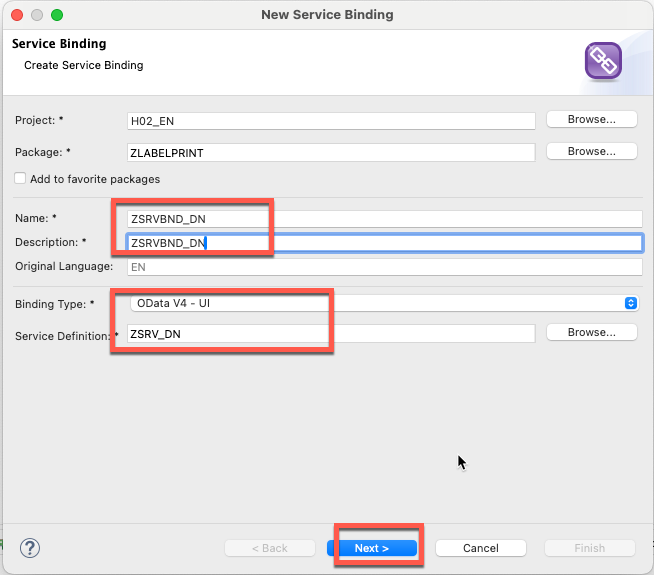 New Service Binding
Service Binding
Create Service Binding
Project: * H02_EN Browse...
Package: * ZLABELPRINT Browse...
Add to favorite packages
Name: * ZSRVBND_DN
Description: * ZSRVBND_DN
Original Language: EN
Binding Type: * OData V4 - UI
Service Definition: * ZSRV_DN Browse...
? < Back Next > Cancel Finish